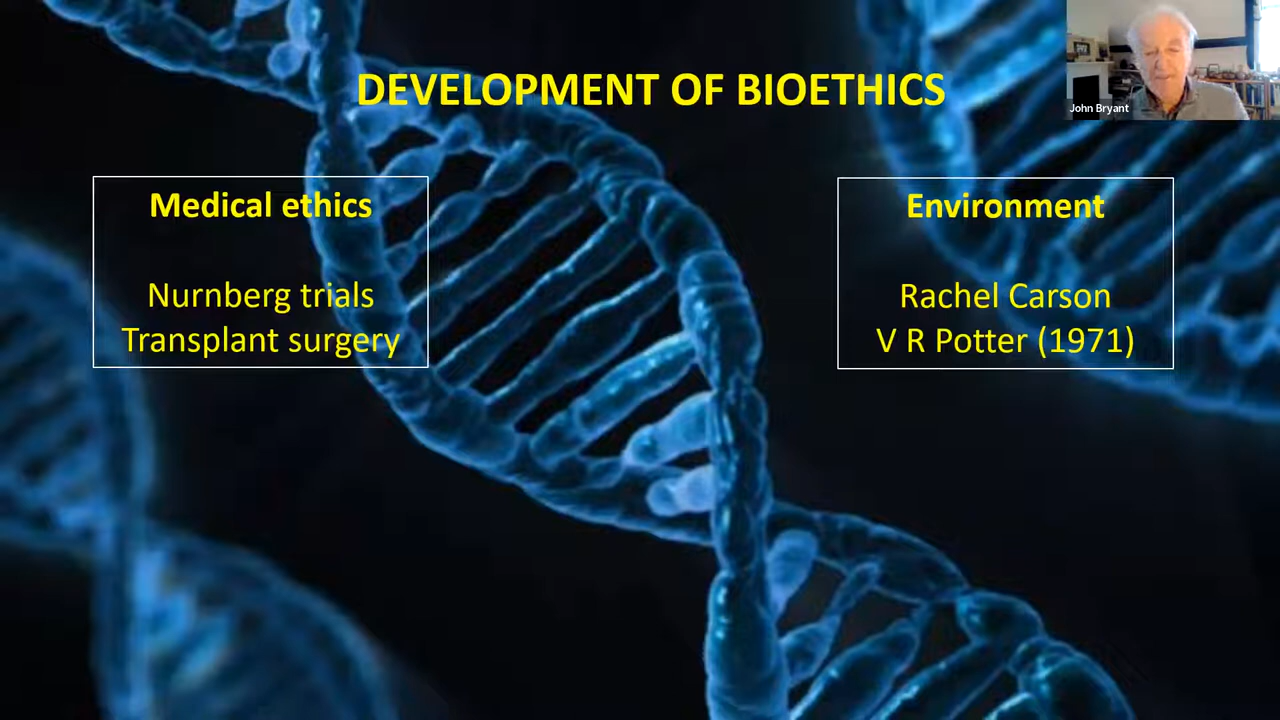 DEVELOPMENT OF BIOETHICS
John Bryant
Medical ethics
Nurnberg trials
Transplant surgery
Environment
Rachel Carson
V R Potter (1971)